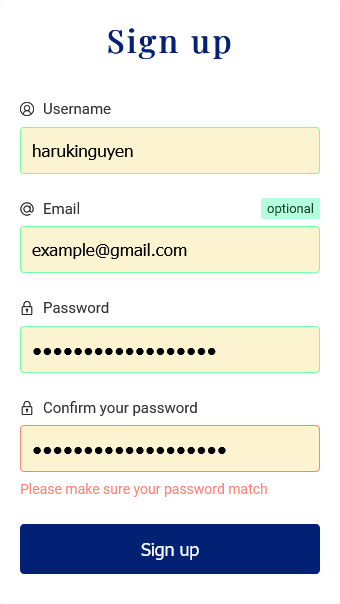 Sign up
Username
harukinguyen
Email optional
example@gmail.com
Password
••••••••••••••••••
Confirm your password
•••••••••••••••••••
Please make sure your password match
Sign up